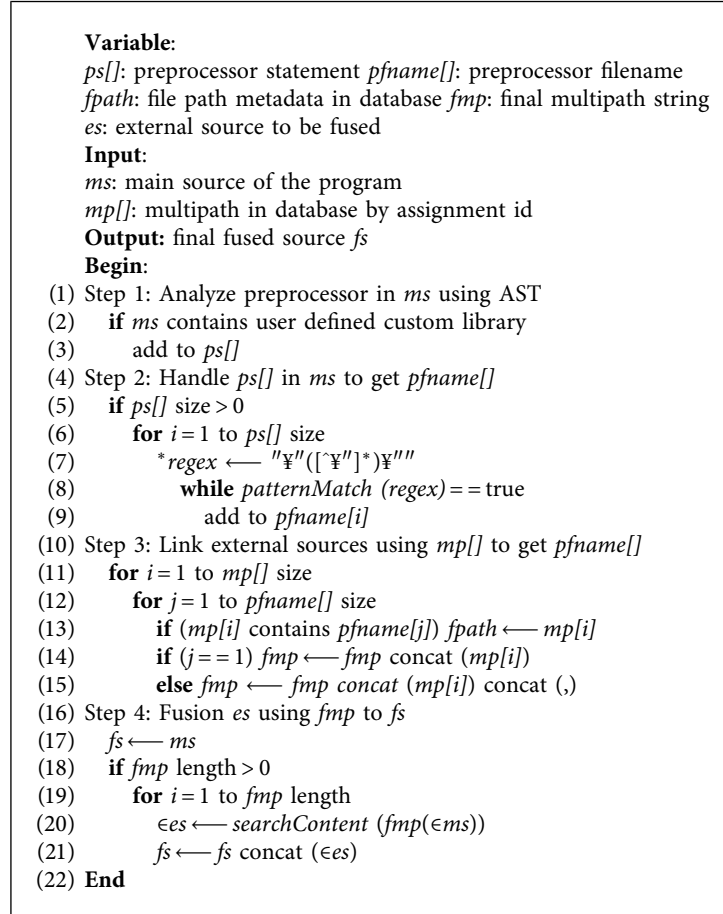 Variable:
ps[]: preprocessor statement pfname[]: preprocessor filename
fpath: file path metadata in database fmp: final multipath string
es: external source to be fused
Input:
ms: main source of the program
mp[]: multipath in database by assignment id
Output: final fused source fs
Begin:
(1) Step 1: Analyze preprocessor in ms using AST
(2) if ms contains user defined custom library
(3) add to ps[]
(4) Step 2: Handle ps[] in ms to get pfname[]
(5) if ps[] size > 0
(6) for i = 1 to ps[] size
(7) *regex ⟵ "¥"([^¥"]*)¥""
(8) while patternMatch (regex) == true
(9) add to pfname[i]
(10) Step 3: Link external sources using mp[] to get pfname[]
(11) for i = 1 to mp[] size
(12) for j = 1 to pfname[] size
(13) if (mp[i] contains pfname[j]) fpath ⟵ mp[i]
(14) if (j == 1) fmp ⟵ fmp concat (mp[i])
(15) else fmp ⟵ fmp concat (mp[i]) concat (,)
(16) Step 4: Fusion es using fmp to fs
(17) fs ⟵ ms
(18) if fmp length > 0
(19) for i = 1 to fmp length
(20) ∈es ⟵ searchContent (fmp(∈ms))
(21) fs ⟵ fs concat (∈es)
(22) End